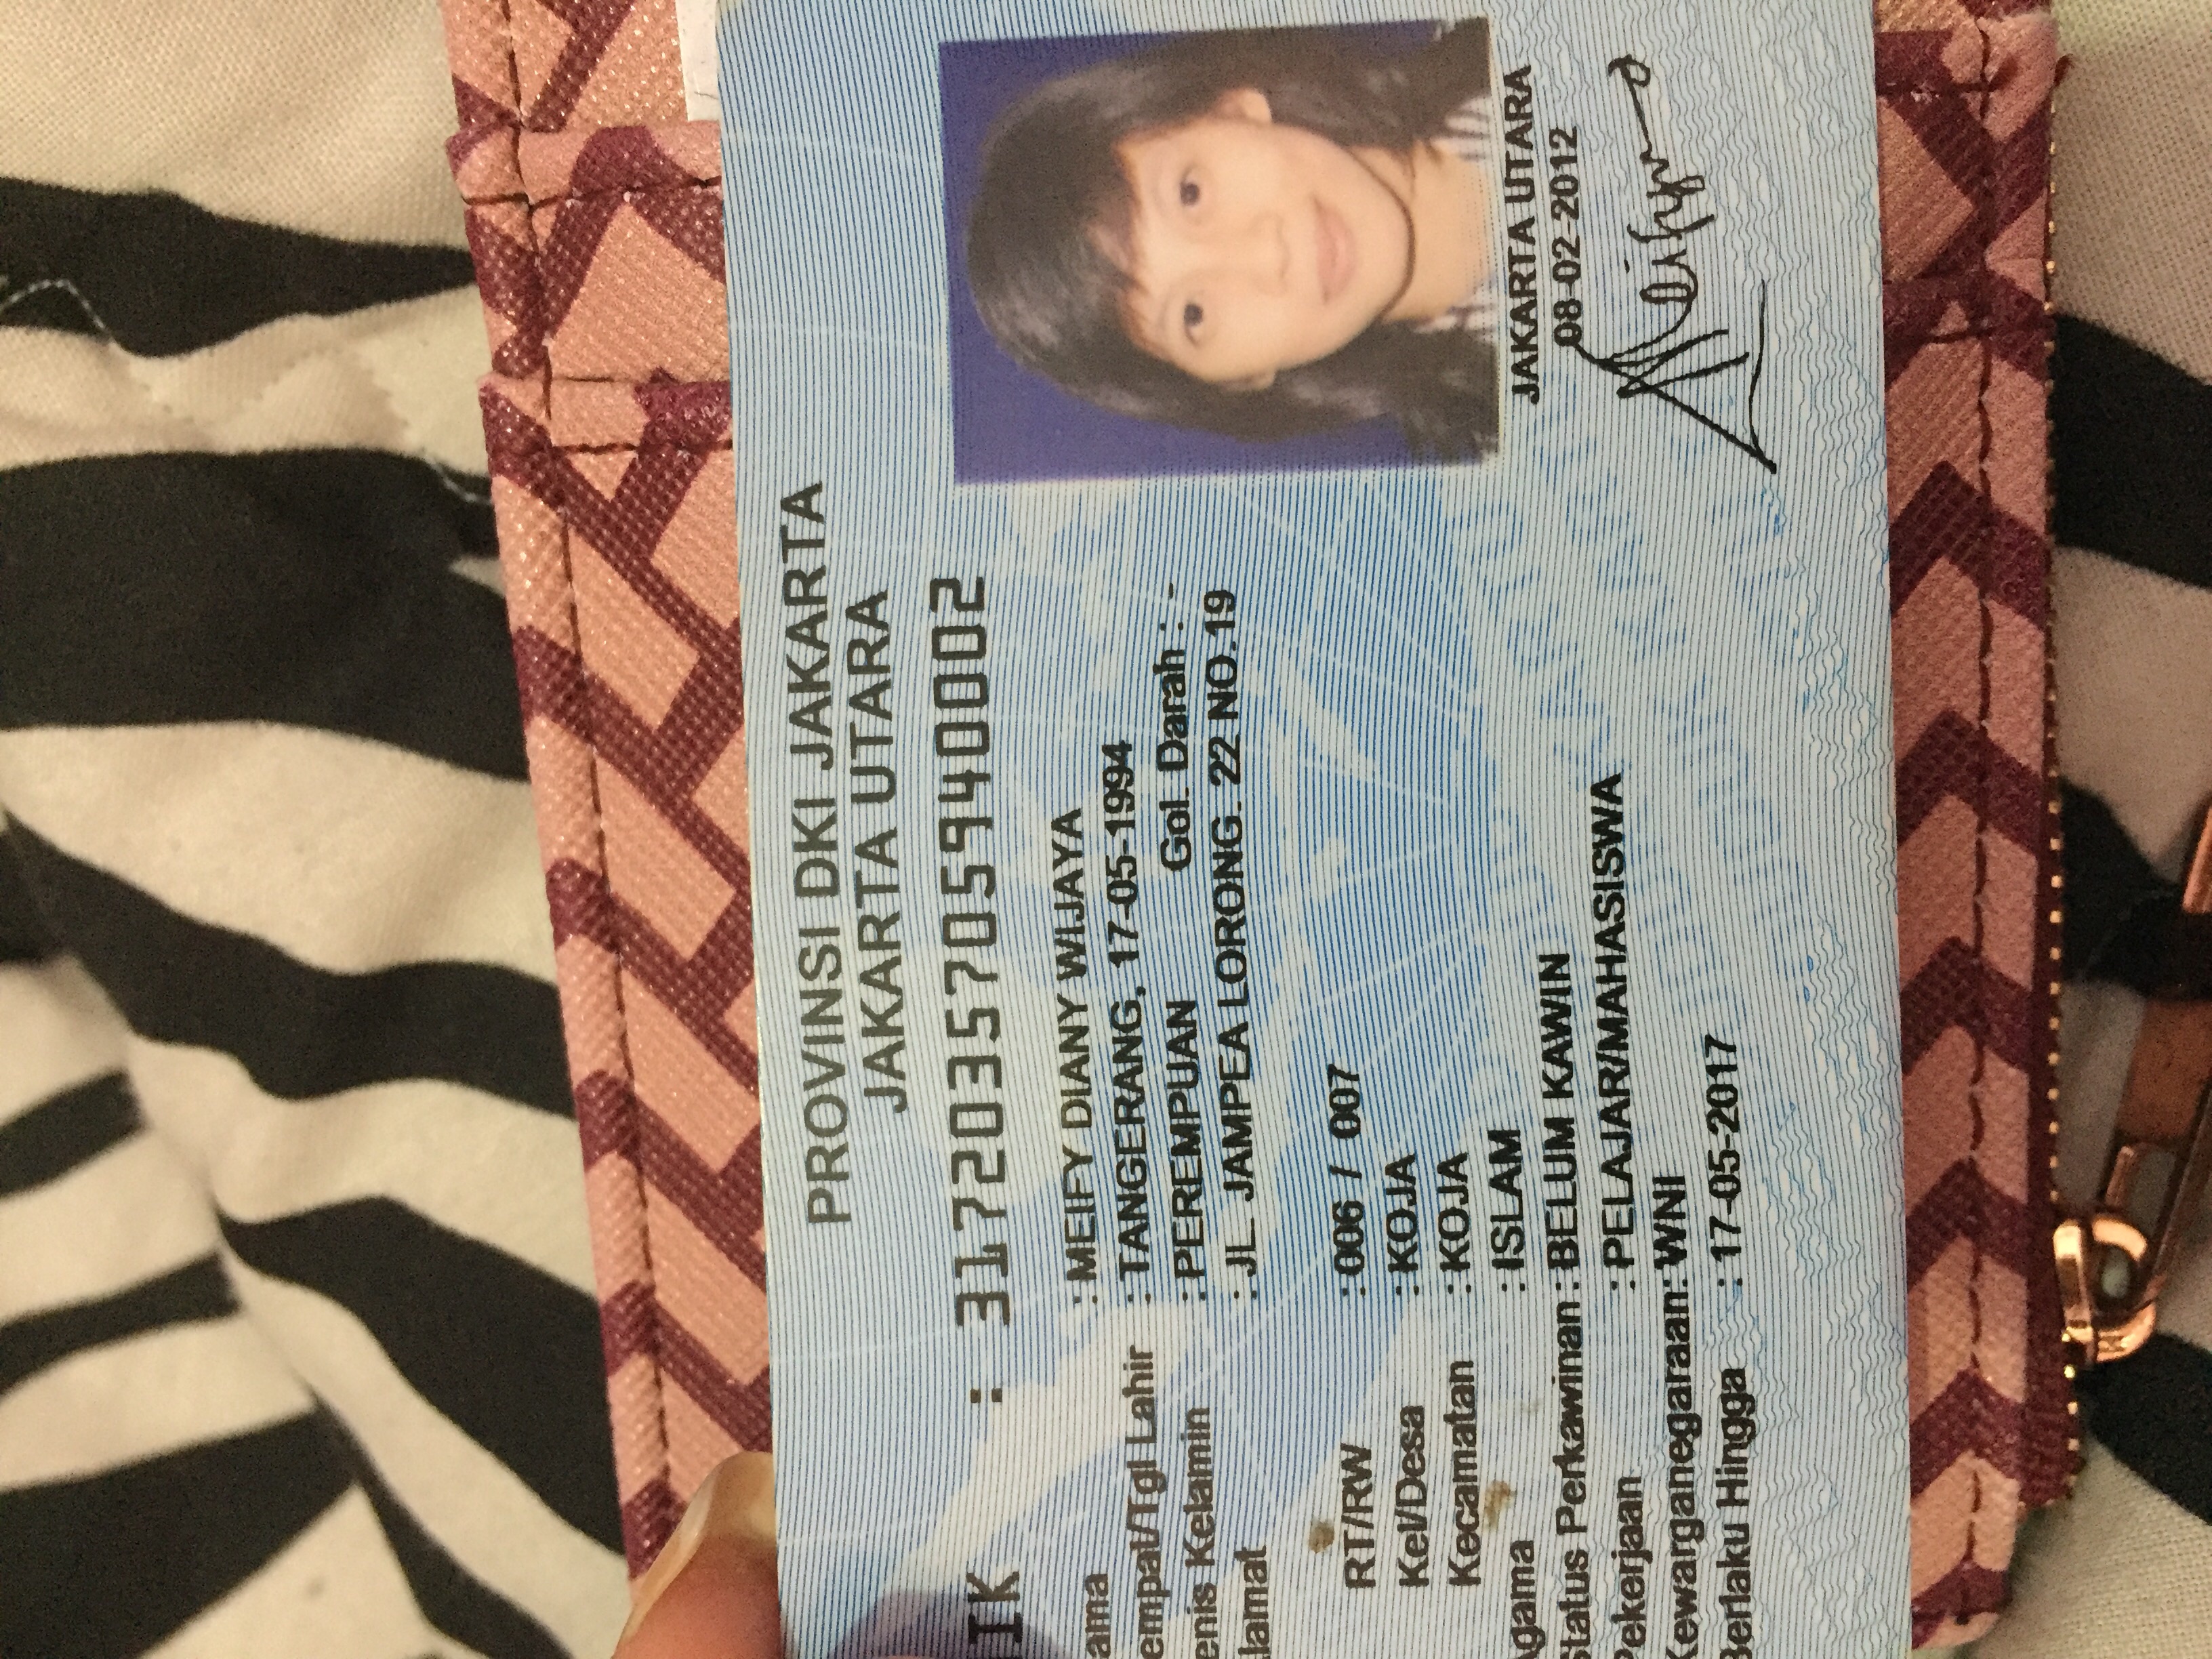 PROVINSI DKI JAKARTA
JAKARTA UTARA
IK : 3172035705940002
ama : MEIFY DIANY WIJAYA
empat/Tgl Lahir : TANGERANG, 17-05-1994
enis Kelamin : PEREMPUAN Gol. Darah : -
lamat : JL. JAMPEA LORONG. 22 NO.19
RT/RW : 006 / 007
Kel/Desa : KOJA
Kecamatan : KOJA
Agama : ISLAM
Status Perkawinan : BELUM KAWIN
Pekerjaan : PELAJAR/MAHASISWA
Kewarganegaraan: WNI
Berlaku Hingga : 17-05-2017
JAKARTA UTARA
08-02-2012
Meifyna